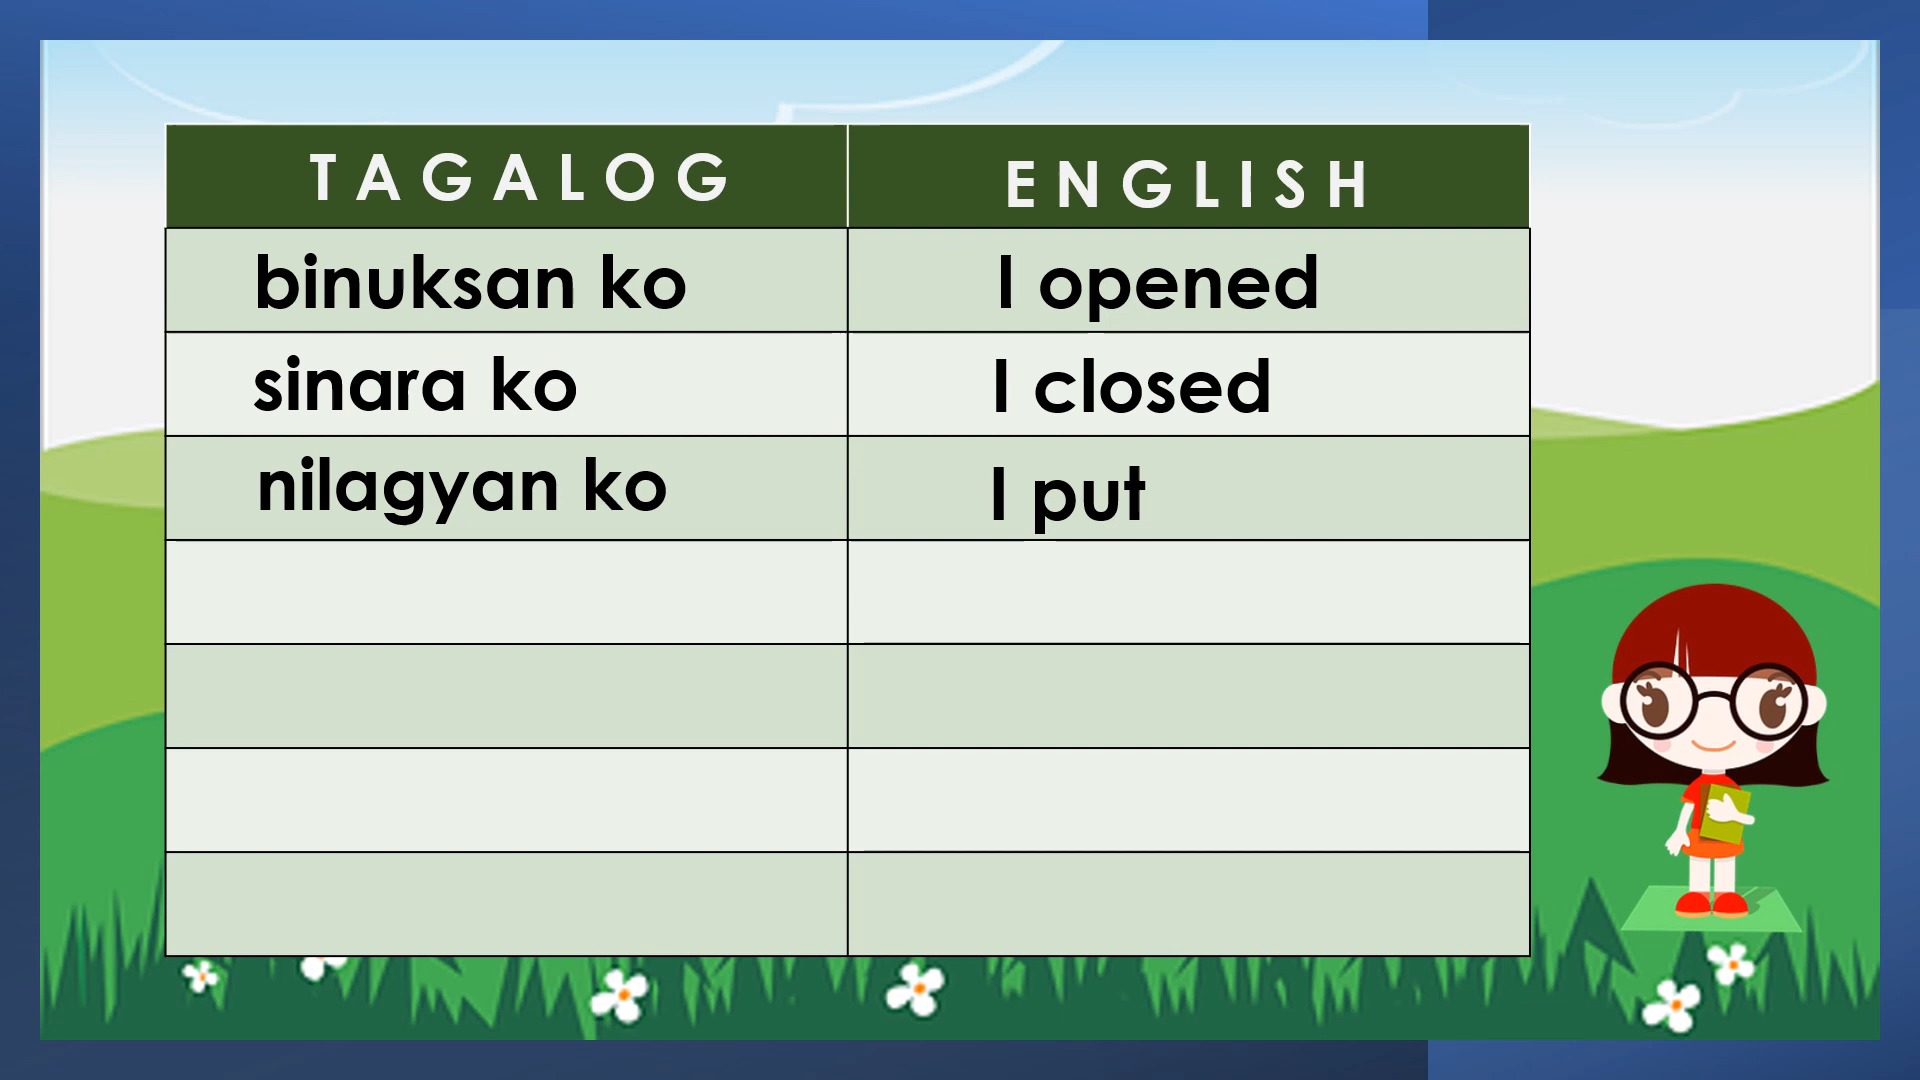 TAGALOG ENGLISH
binuksan ko I opened
sinara ko I closed
nilagyan ko I put